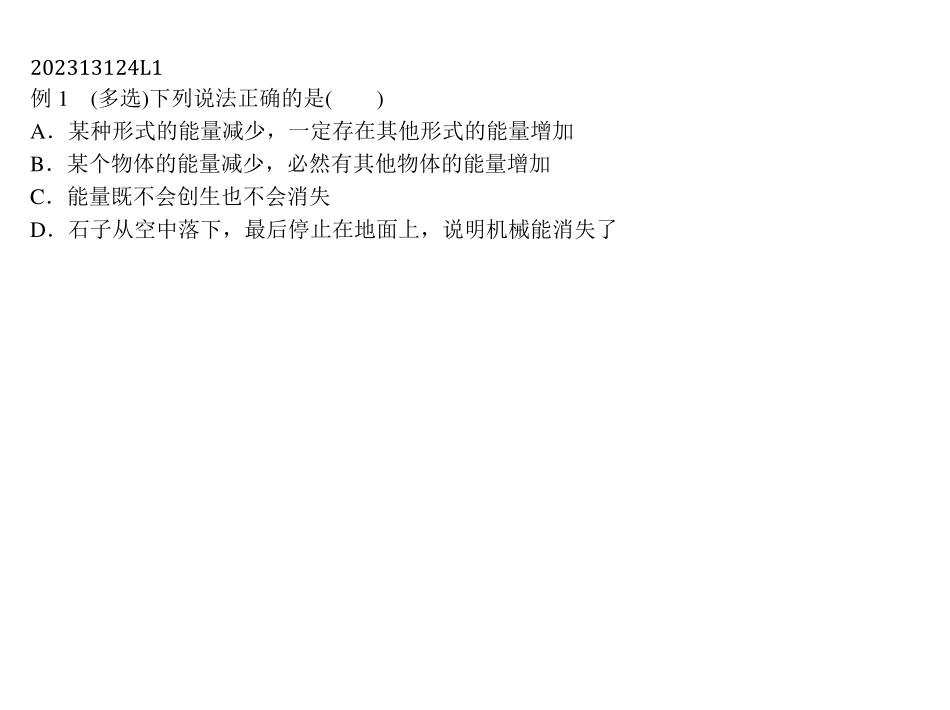 202313124L1
例 1　(多选)下列说法正确的是(　　)
A．某种形式的能量减少，一定存在其他形式的能量增加
B．某个物体的能量减少，必然有其他物体的能量增加
C．能量既不会创生也不会消失
D．石子从空中落下，最后停止在地面上，说明机械能消失了